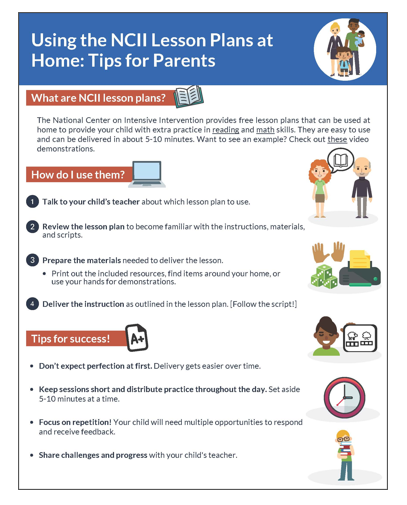 Using the NCII Lesson Plans at
Home: Tips for Parents
What are NCII lesson plans?
The National Center on Intensive Intervention provides free lesson plans that can be used at
home to provide your child with extra practice in reading and math skills. They are easy to use
and can be delivered in about 5-10 minutes. Want to see an example? Check out these video
demonstrations.
How do I use them?
1 Talk to your child's teacher about which lesson plan to use.
2 Review the lesson plan to become familiar with the instructions, materials,
and scripts.
3 Prepare the materials needed to deliver the lesson.
• Print out the included resources, find items around your home, or
use your hands for demonstrations.
4 Deliver the instruction as outlined in the lesson plan. [Follow the script!]
Tips for success!
A+
• Don't expect perfection at first. Delivery gets easier over time.
• Keep sessions short and distribute practice throughout the day. Set aside
5-10 minutes at a time.
• Focus on repetition! Your child will need multiple opportunities to respond
and receive feedback.
• Share challenges and progress with your child's teacher.